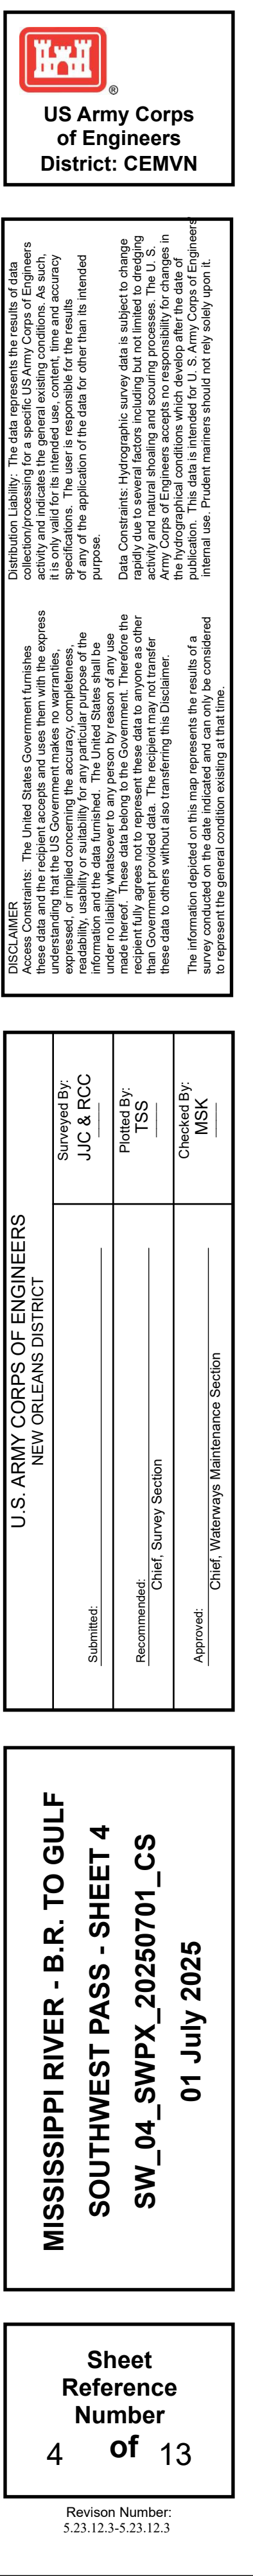 ®
US Army Corps
of Engineers
District: CEMVN
DISCLAIMER
Access Constraints: The United States Government furnishes
these data and the recipient accepts and uses them with the express
understanding that the US Government makes no warranties,
expressed, or implied concerning the accuracy, completeness,
readability, usability or suitability for any particular purpose of the
information and the data furnished. The United States shall be
under no liability whatsoever to any person by reason of any use
made thereof. These data belong to the Government. Therefore the
recipient fully agrees not to represent these data to anyone as other
than Government provided data. The recipient may not transfer
these data to others without also transferring this Disclaimer.
The information depicted on this map represents the results of a
survey conducted on the date indicated and can only be considered
to represent the general condition existing at that time.
Distribution Liability: The data represents the results of data
collection/processing for a specific US Army Corps of Engineers
activity and indicates the general existing conditions. As such,
it is only valid for its intended use, content, time and accuracy
specifications. The user is responsible for the results
of any of the application of the data for other than its intended
purpose.
Data Constraints: Hydrographic survey data is subject to change
rapidly due to several factors including but not limited to dredging
activity and natural shoaling and scouring processes. The U. S.
Army Corps of Engineers accepts no responsibility for changes in
the hydrographical conditions which develop after the date of
publication. This data is intended for U. S. Army Corps of Engineers'
internal use. Prudent mariners should not rely solely upon it.
U.S. ARMY CORPS OF ENGINEERS
NEW ORLEANS DISTRICT
Submitted:
Surveyed By:
JJC & RCC
Recommended:
Chief, Survey Section
Plotted By:
TSS
Approved:
Chief, Waterways Maintenance Section
Checked By:
MSK
MISSISSIPPI RIVER - B.R. TO GULF
SOUTHWEST PASS - SHEET 4
SW_04_SWPX_20250701_CS
01 July 2025
Sheet
Reference
Number
4 of 13
Revison Number:
5.23.12.3-5.23.12.3